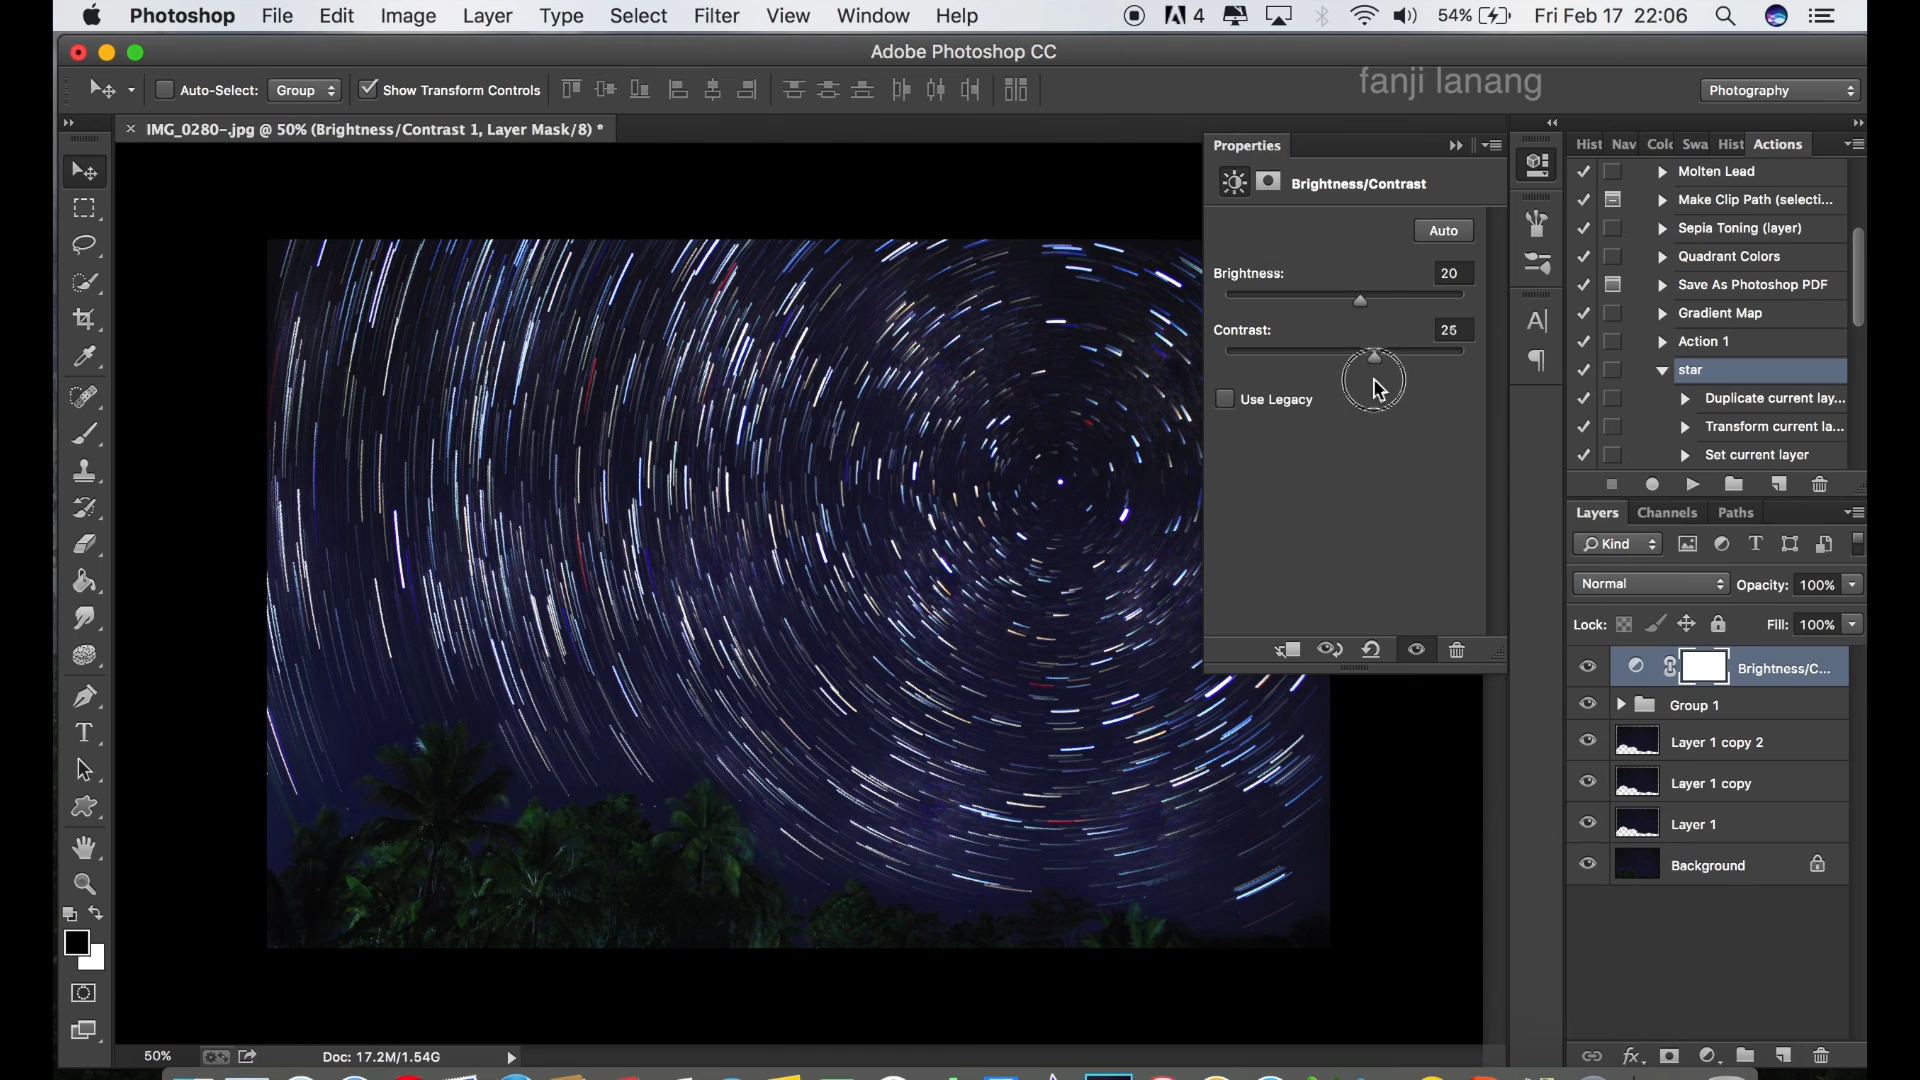 Photoshop File Edit Image Layer Type Select Filter View Window Help 4 54% Fri Feb 17 22:06
Adobe Photoshop CC
Auto-Select: Group Show Transform Controls fanji lanang Photography
IMG_0280-.jpg @ 50% (Brightness/Contrast 1, Layer Mask/8) *
Properties
Brightness/Contrast
Auto
Brightness: 20
Contrast: 25
Use Legacy
Hist Nav Colo Swa Hist Actions
Molten Lead
Make Clip Path (selecti...
Sepia Toning (layer)
Quadrant Colors
Save As Photoshop PDF
Gradient Map
Action 1
star
Duplicate current lay...
Transform current la...
Set current layer
Layers Channels Paths
Kind
Normal Opacity: 100%
Lock: Fill: 100%
Brightness/C...
Group 1
Layer 1 copy 2
Layer 1 copy
Layer 1
Background
50% Doc: 17.2M/1.54G